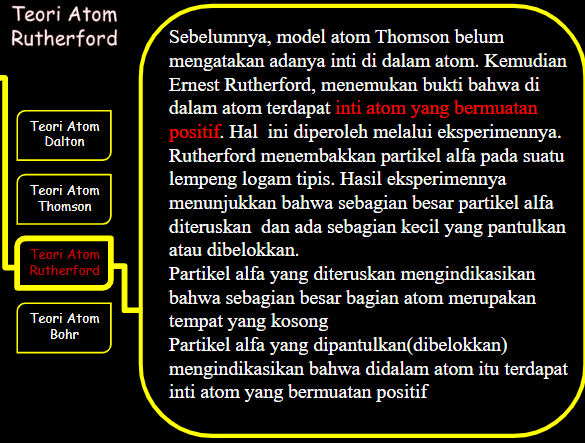 Teori Atom
Rutherford
Teori Atom
Dalton
Teori Atom
Thomson
Teori Atom
Rutherford
Teori Atom
Bohr
Sebelumnya, model atom Thomson belum
mengatakan adanya inti di dalam atom. Kemudian
Ernest Rutherford, menemukan bukti bahwa di
dalam atom terdapat inti atom yang bermuatan
positif. Hal  ini diperoleh melalui eksperimennya.
Rutherford menembakkan partikel alfa pada suatu
lempeng logam tipis. Hasil eksperimennya
menunjukkan bahwa sebagian besar partikel alfa
diteruskan  dan ada sebagian kecil yang pantulkan
atau dibelokkan.
Partikel alfa yang diteruskan mengindikasikan
bahwa sebagian besar bagian atom merupakan
tempat yang kosong
Partikel alfa yang dipantulkan(dibelokkan)
mengindikasikan bahwa didalam atom itu terdapat
inti atom yang bermuatan positif